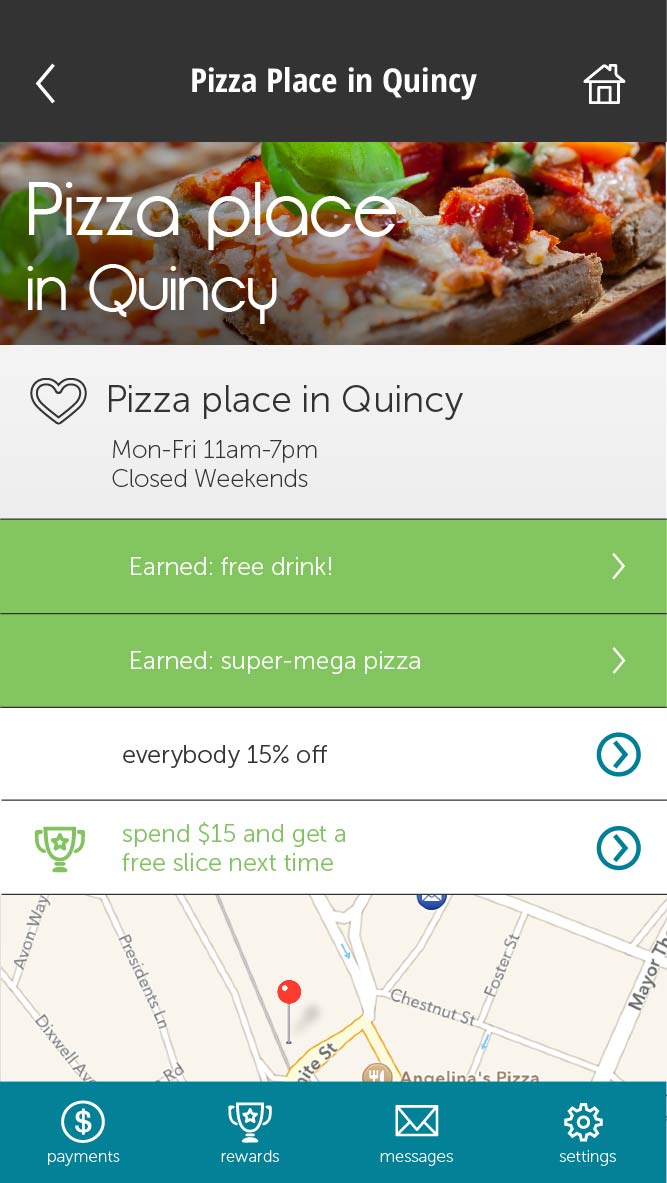 Pizza Place in Quincy
Pizza place
in Quincy
Pizza place in Quincy
Mon-Fri 11am-7pm
Closed Weekends
Earned: free drink!
Earned: super-mega pizza
everybody 15% off
spend $15 and get a
free slice next time
Avon Way
Presidents Ln
Foster St
Mayor
Chestnut St
Dixwell
Rd
St
Angelina's Pizza
$
payments
rewards
messages
settings